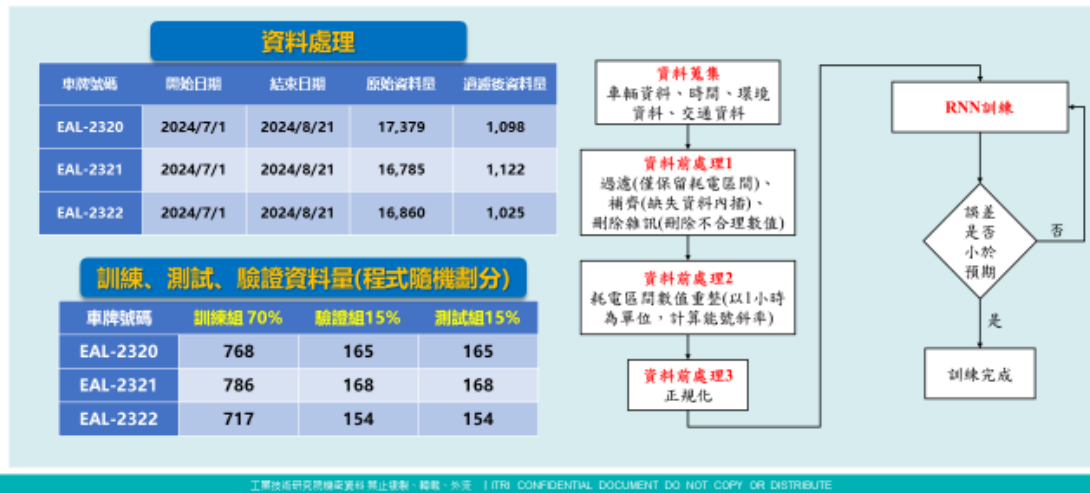 資料處理
車牌號碼 開始日期 結束日期 原始資料量 過濾後資料量
EAL-2320 2024/7/1 2024/8/21 17,379 1,098
EAL-2321 2024/7/1 2024/8/21 16,785 1,122
EAL-2322 2024/7/1 2024/8/21 16,860 1,025
訓練、測試、驗證資料量(程式隨機劃分)
車牌號碼 訓練組 70% 驗證組15% 測試組15%
EAL-2320 768 165 165
EAL-2321 786 168 168
EAL-2322 717 154 154
資料蒐集
車輛資料、時間、環境
資料、交通資料
資料前處理1
過濾(僅保留耗電區間)、
補齊(缺失資料內插)、
刪除雜訊(刪除不合理數值)
資料前處理2
耗電區間數值重整(以1小時
為單位，計算能號斜率)
資料前處理3
正規化
RNN訓練
誤差
是否
小於
預期
否
是
訓練完成
工業技術研究院機密資料 禁止複製、轉載、外流 | ITRI CONFIDENTIAL DOCUMENT DO NOT COPY OR DISTRIBUTE